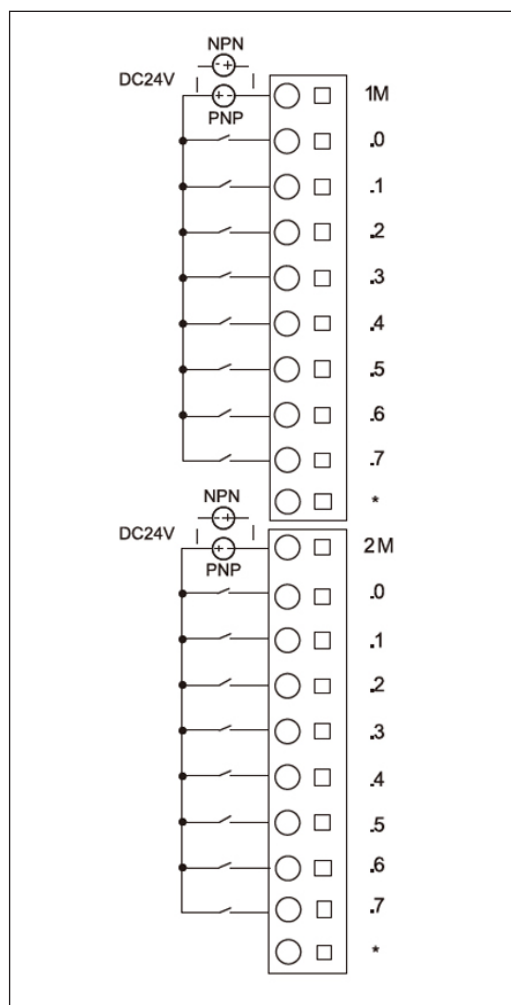 NPN
DC24V
- +
+ -
1M
PNP
.0
.1
.2
.3
.4
.5
.6
.7
*
NPN
DC24V
- +
+ -
2M
PNP
.0
.1
.2
.3
.4
.5
.6
.7
*